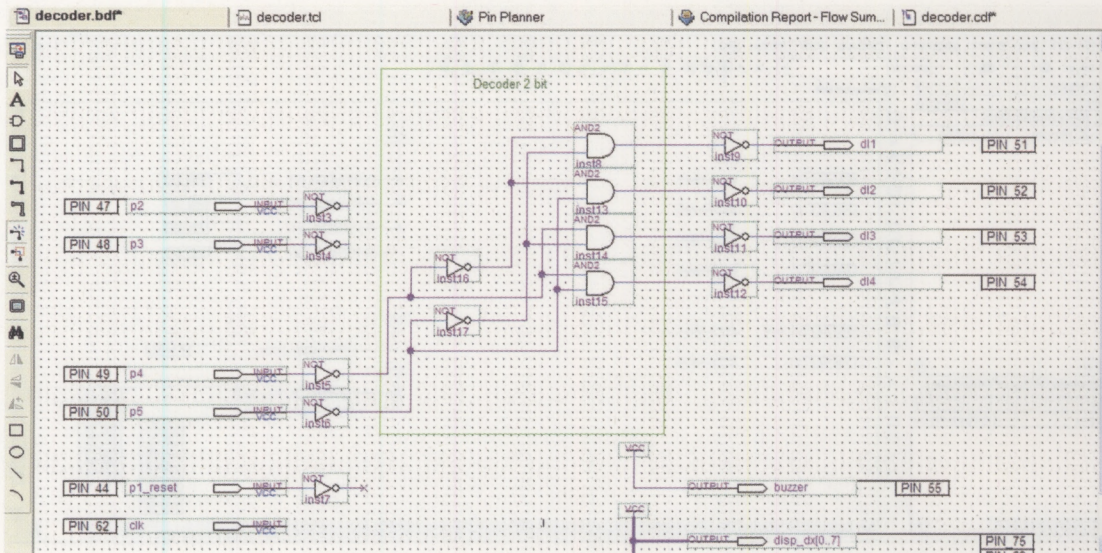 decoder.bdf* decoder.tcl Pin Planner Compilation Report - Flow Sum... decoder.cdf*
Decoder 2 bit
AND2
inst8
NOT
inst9
OUTPUT dl1 PIN 51
AND2
inst13
NOT
inst10
OUTPUT dl2 PIN 52
AND2
inst14
NOT
inst11
OUTPUT dl3 PIN 53
AND2
inst15
NOT
inst12
OUTPUT dl4 PIN 54
PIN 47 p2 INPUT
VCC
NOT
inst3
PIN 48 p3 INPUT
VCC
NOT
inst4
NOT
inst16
NOT
inst17
PIN 49 p4 INPUT
VCC
NOT
inst5
PIN 50 p5 INPUT
VCC
NOT
inst6
PIN 44 p1_reset INPUT
VCC
NOT
inst7
PIN 62 clk INPUT
VCC
VCC
OUTPUT buzzer PIN 55
VCC
OUTPUT disp_dx[0..7] PIN 75